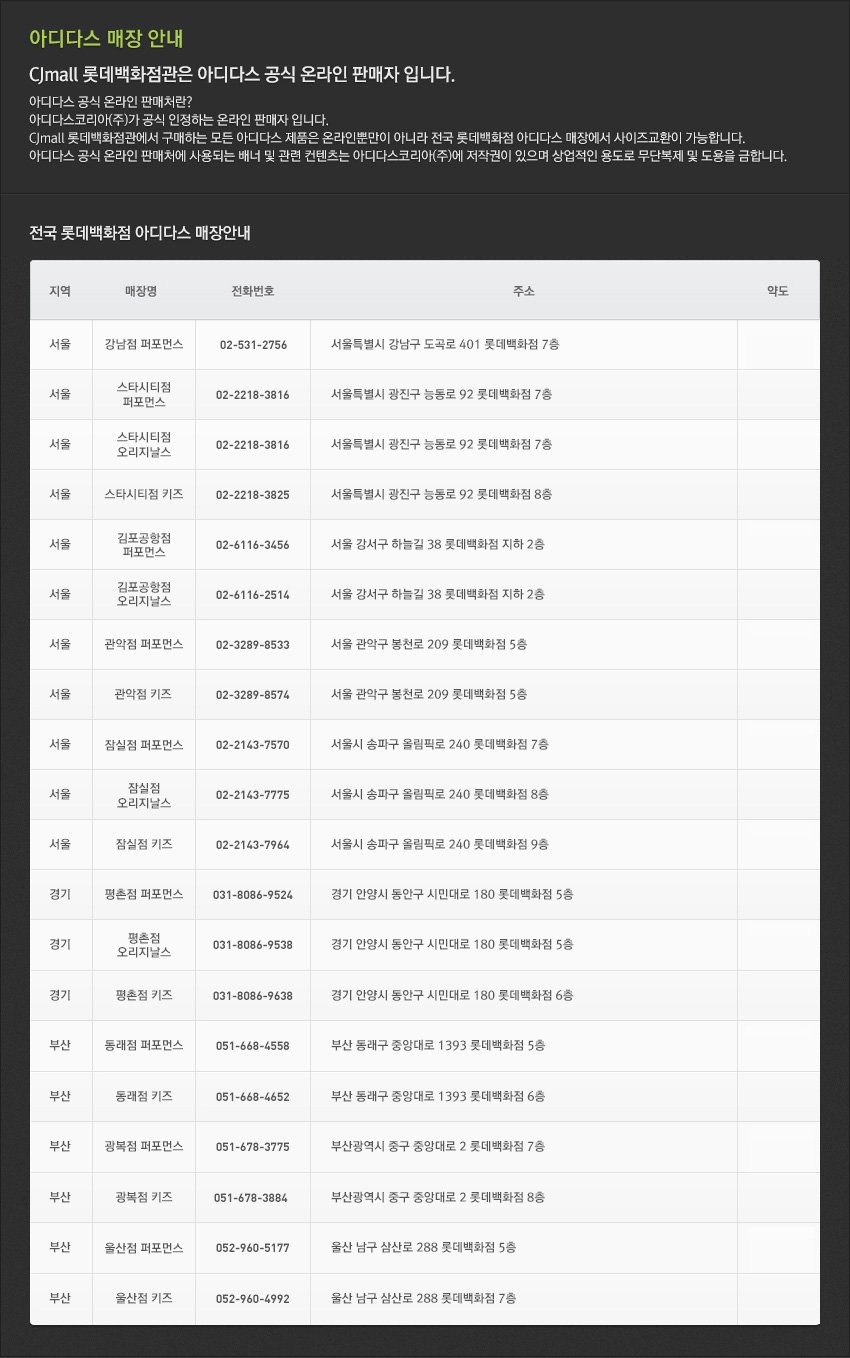 아디다스 매장 안내
CJmall 롯데백화점관은 아디다스 공식 온라인 판매자 입니다.
아디다스 공식 온라인 판매처란?
아디다스코리아(주)가 공식 인정하는 온라인 판매자 입니다.
CJmall 롯데백화점관에서 구매하는 모든 아디다스 제품은 온라인뿐만이 아니라 전국 롯데백화점 아디다스 매장에서 사이즈교환이 가능합니다.
아디다스 공식 온라인 판매처에 사용되는 배너 및 관련 컨텐츠는 아디다스코리아(주)에 저작권이 있으며 상업적인 용도로 무단복제 및 도용을 금합니다.
전국 롯데백화점 아디다스 매장안내
지역 매장명 전화번호 주소 약도
서울 강남점 퍼포먼스 02-531-2756 서울특별시 강남구 도곡로 401 롯데백화점 7층
서울 스타시티점 퍼포먼스 02-2218-3816 서울특별시 광진구 능동로 92 롯데백화점 7층
서울 스타시티점 오리지날스 02-2218-3816 서울특별시 광진구 능동로 92 롯데백화점 7층
서울 스타시티점 키즈 02-2218-3825 서울특별시 광진구 능동로 92 롯데백화점 8층
서울 김포공항점 퍼포먼스 02-6116-3456 서울 강서구 하늘길 38 롯데백화점 지하 2층
서울 김포공항점 오리지날스 02-6116-2514 서울 강서구 하늘길 38 롯데백화점 지하 2층
서울 관악점 퍼포먼스 02-3289-8533 서울 관악구 봉천로 209 롯데백화점 5층
서울 관악점 키즈 02-3289-8574 서울 관악구 봉천로 209 롯데백화점 5층
서울 잠실점 퍼포먼스 02-2143-7570 서울시 송파구 올림픽로 240 롯데백화점 7층
서울 잠실점 오리지날스 02-2143-7775 서울시 송파구 올림픽로 240 롯데백화점 8층
서울 잠실점 키즈 02-2143-7964 서울시 송파구 올림픽로 240 롯데백화점 9층
경기 평촌점 퍼포먼스 031-8086-9524 경기 안양시 동안구 시민대로 180 롯데백화점 5층
경기 평촌점 오리지날스 031-8086-9538 경기 안양시 동안구 시민대로 180 롯데백화점 5층
경기 평촌점 키즈 031-8086-9638 경기 안양시 동안구 시민대로 180 롯데백화점 6층
부산 동래점 퍼포먼스 051-668-4558 부산 동래구 중앙대로 1393 롯데백화점 5층
부산 동래점 키즈 051-668-4652 부산 동래구 중앙대로 1393 롯데백화점 6층
부산 광복점 퍼포먼스 051-678-3775 부산광역시 중구 중앙대로 2 롯데백화점 7층
부산 광복점 키즈 051-678-3884 부산광역시 중구 중앙대로 2 롯데백화점 8층
부산 울산점 퍼포먼스 052-960-5177 울산 남구 삼산로 288 롯데백화점 5층
부산 울산점 키즈 052-960-4992 울산 남구 삼산로 288 롯데백화점 7층